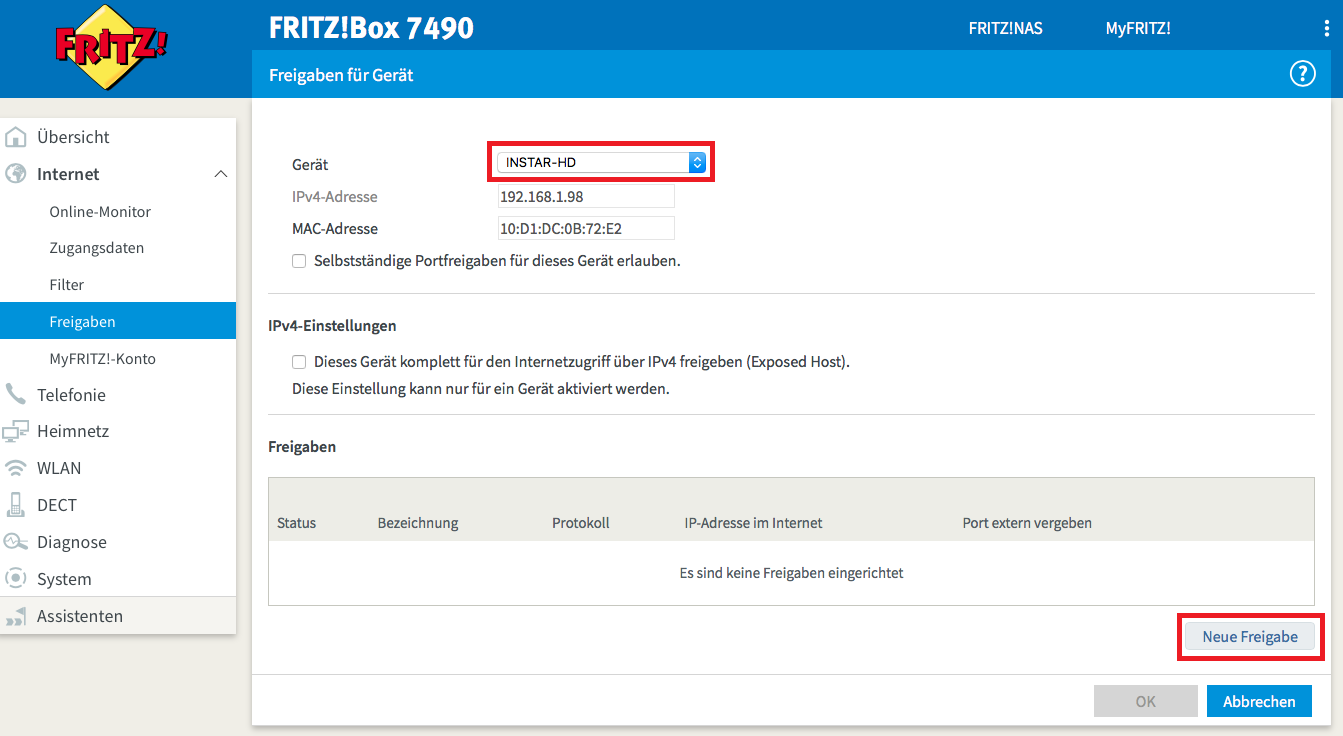 FRITZ!
FRITZ!Box 7490
FRITZ!NAS
MyFRITZ!
Freigaben für Gerät
?
Übersicht
Internet
Online-Monitor
Zugangsdaten
Filter
Freigaben
MyFRITZ!-Konto
Telefonie
Heimnetz
WLAN
DECT
Diagnose
System
Assistenten
Gerät INSTAR-HD
IPv4-Adresse 192.168.1.98
MAC-Adresse 10:D1:DC:0B:72:E2
Selbstständige Portfreigaben für dieses Gerät erlauben.
IPv4-Einstellungen
Dieses Gerät komplett für den Internetzugriff über IPv4 freigeben (Exposed Host).
Diese Einstellung kann nur für ein Gerät aktiviert werden.
Freigaben
Status Bezeichnung Protokoll IP-Adresse im Internet Port extern vergeben
Es sind keine Freigaben eingerichtet
Neue Freigabe
OK Abbrechen